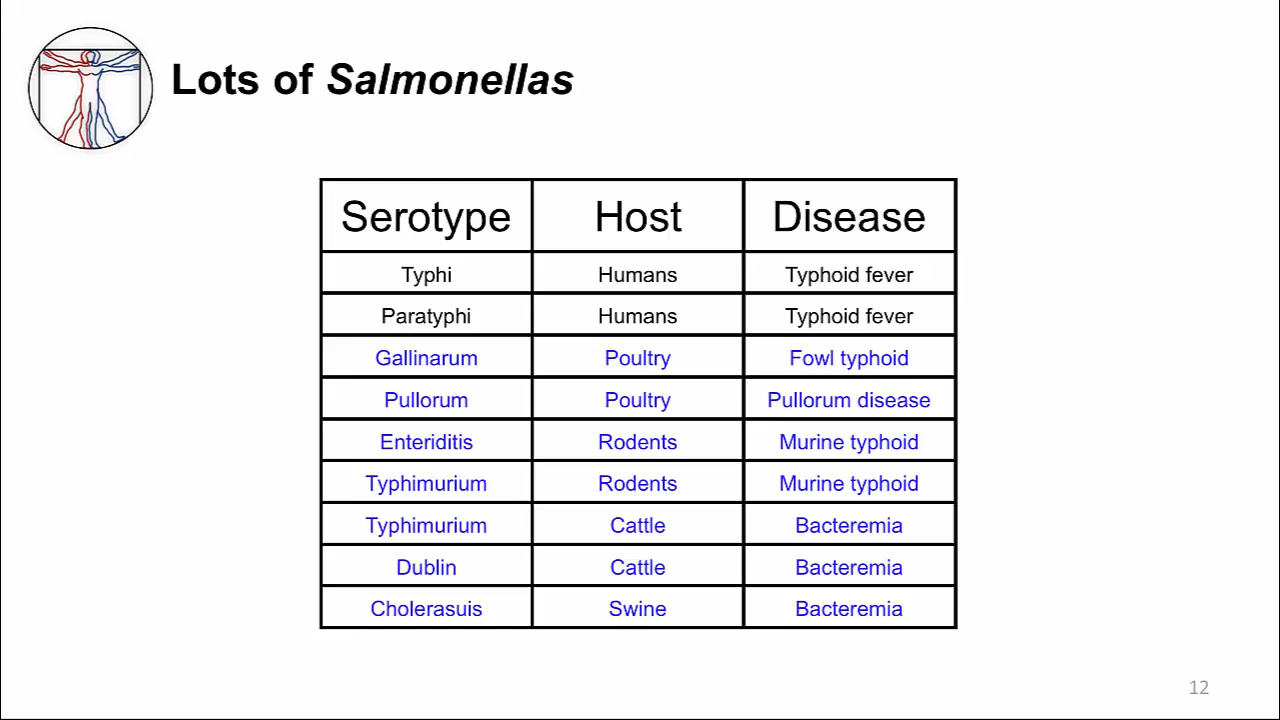 Lots of Salmonellas
Serotype Host Disease
Typhi Humans Typhoid fever
Paratyphi Humans Typhoid fever
Gallinarum Poultry Fowl typhoid
Pullorum Poultry Pullorum disease
Enteriditis Rodents Murine typhoid
Typhimurium Rodents Murine typhoid
Typhimurium Cattle Bacteremia
Dublin Cattle Bacteremia
Cholerasuis Swine Bacteremia
12